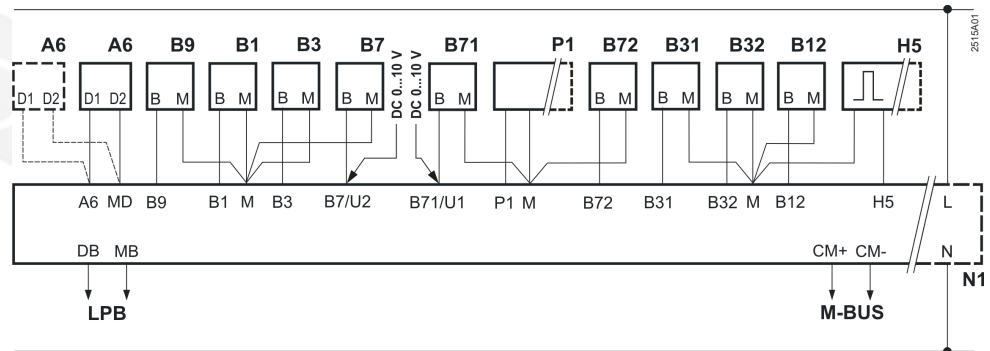 2515A01
A6 A6 B9 B1 B3 B7 DC 0...10 V DC 0...10 V B71 P1 B72 B31 B32 B12 H5
D1 D2 D1 D2 B M B M B M B M B M B M B M B M B M
A6 MD B9 B1 M B3 B7/U2 B71/U1 P1 M B72 B31 B32 M B12 H5 L
DB MB CM+ CM- N
N1
LPB M-BUS